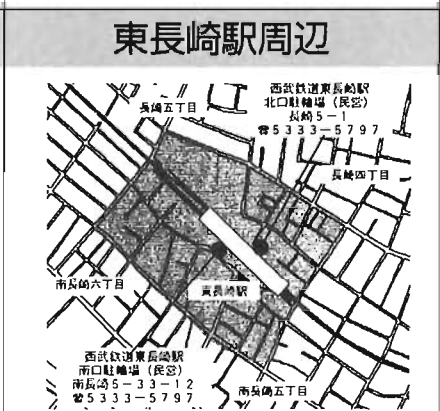 東長崎駅周辺
西武鉄道東長崎駅
北口駐輪場(民営)
長崎5-1
☎5333-5797
長崎五丁目
長崎四丁目
南長崎六丁目
東長崎駅
西武鉄道東長崎駅
南口駐輪場(民営)
南長崎5-33-12
☎5333-5797
南長崎五丁目